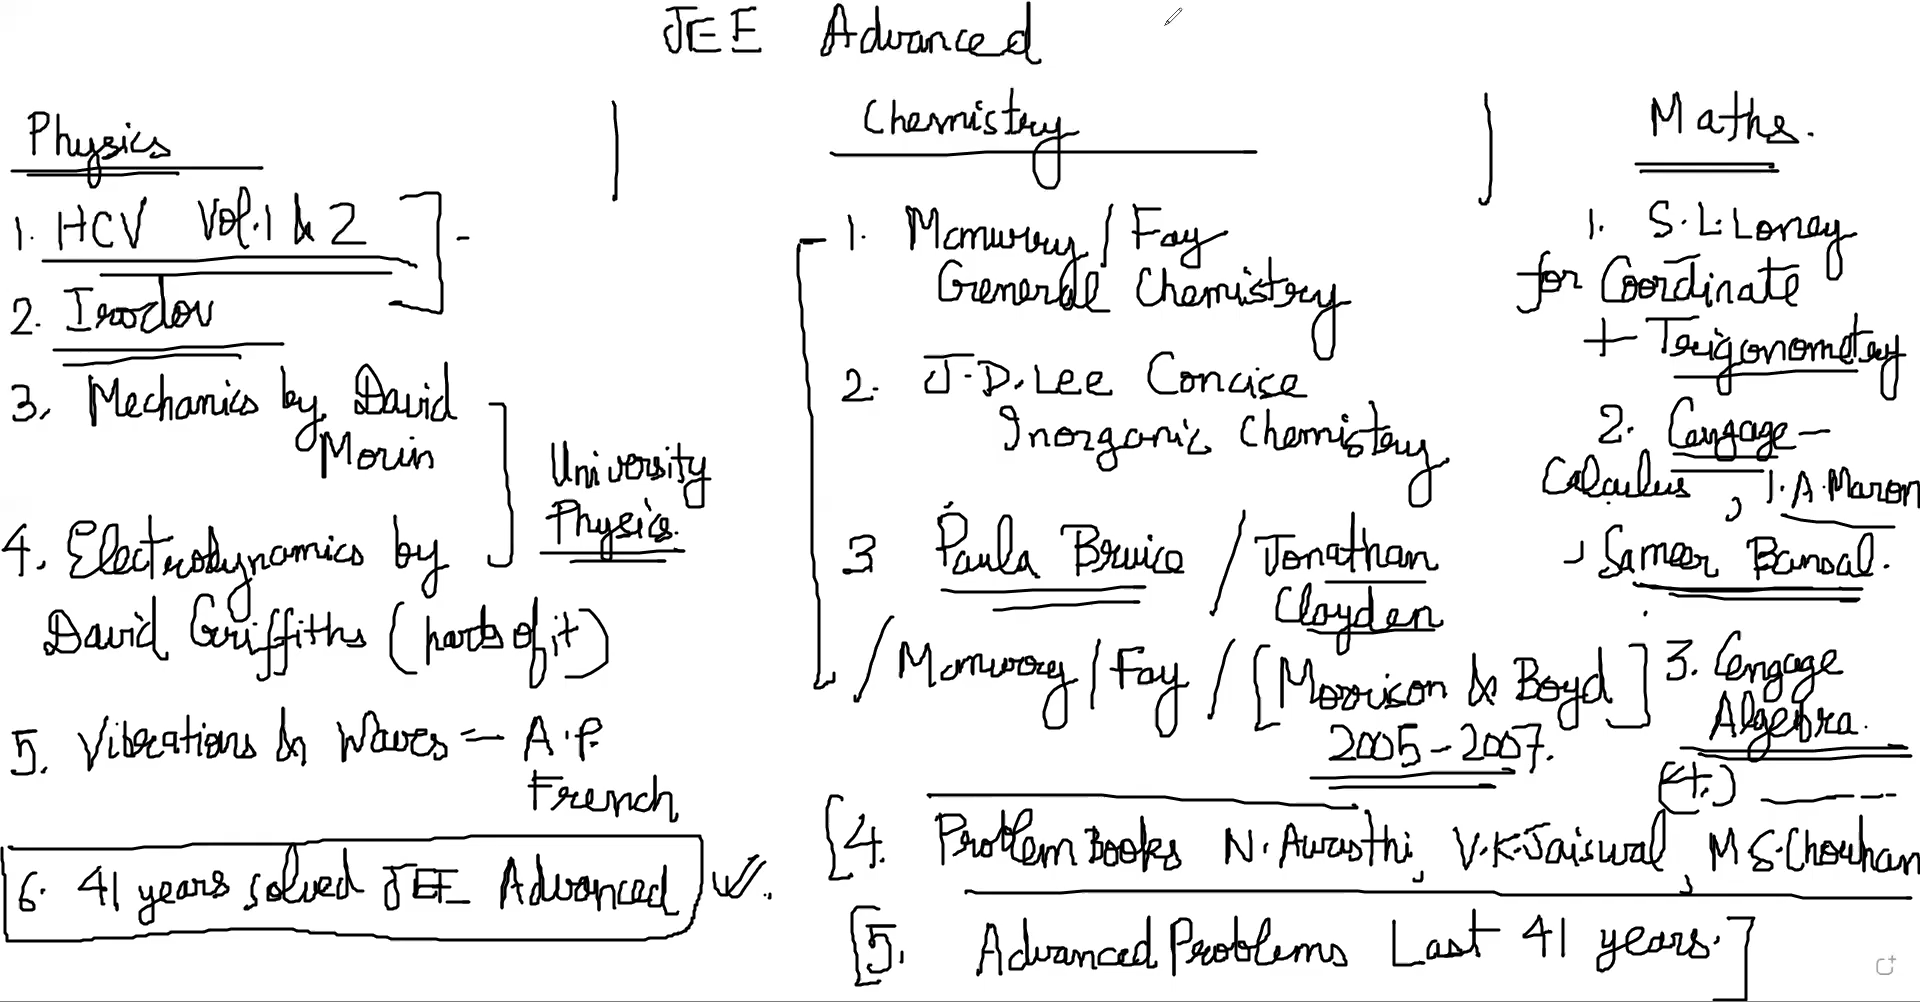 JEE Advanced
Physics
1. HCV Vol.1 & 2
2. Irodov
3. Mechanics by David
Morin
University
Physics.
4. Electrodynamics by
David Griffiths (parts of it)
5. Vibrations & Waves - A.P.
French
6. 41 years solved JEE Advanced
Chemistry
1. Mcmurry / Fay
General Chemistry
2. J.D.Lee Concise
Inorganic Chemistry
3 Paula Bruice / Jonathan
Clayden
/ Mcmurry / Fay / [Morrison & Boyd]
2005-2007.
[4. Problem Books N.Awasthi, V.K.Jaiswal, M S.Chouhan
[5. Advanced Problems Last 41 years.]
Maths.
1. S.L.Loney
for Coordinate
+ Trigonometry
2. Cengage-
Calculus, I.A.Maron
, Sameer Bansal.
3. Cengage
Algebra.
(4.)